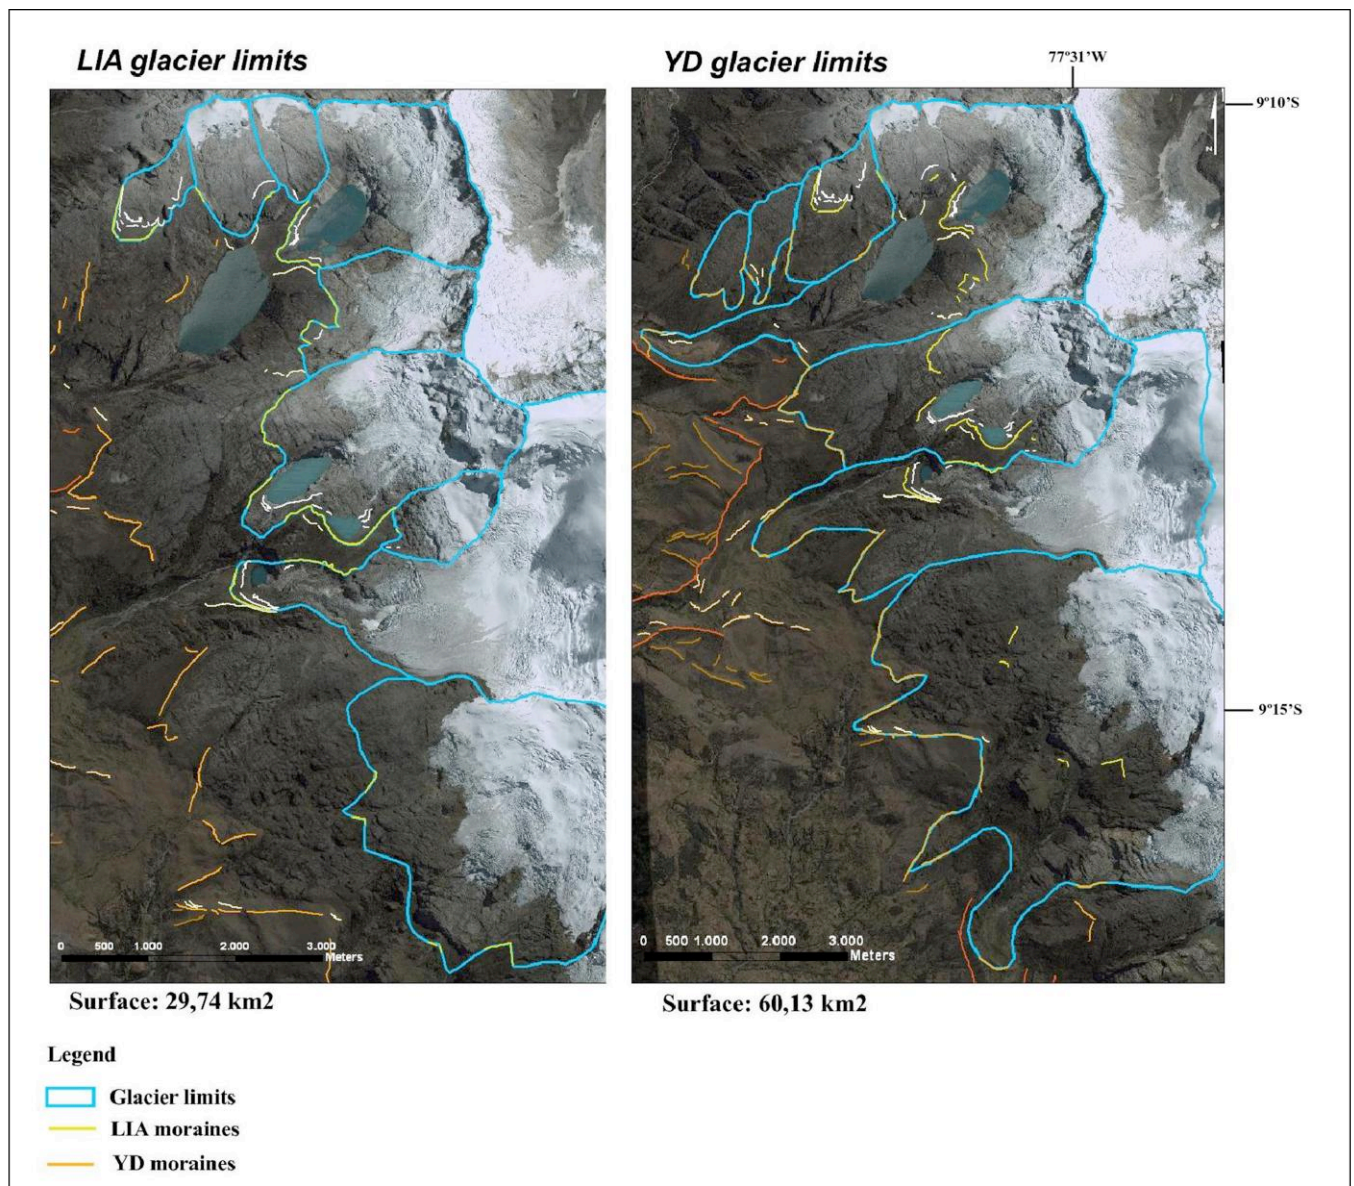 LIA glacier limits
YD glacier limits
77°31'W
9°10'S
N
9°15'S
0 500 1.000 2.000 3.000
Meters
0 500 1.000 2.000 3.000
Meters
Surface: 29,74 km2
Surface: 60,13 km2
Legend
Glacier limits
LIA moraines
YD moraines